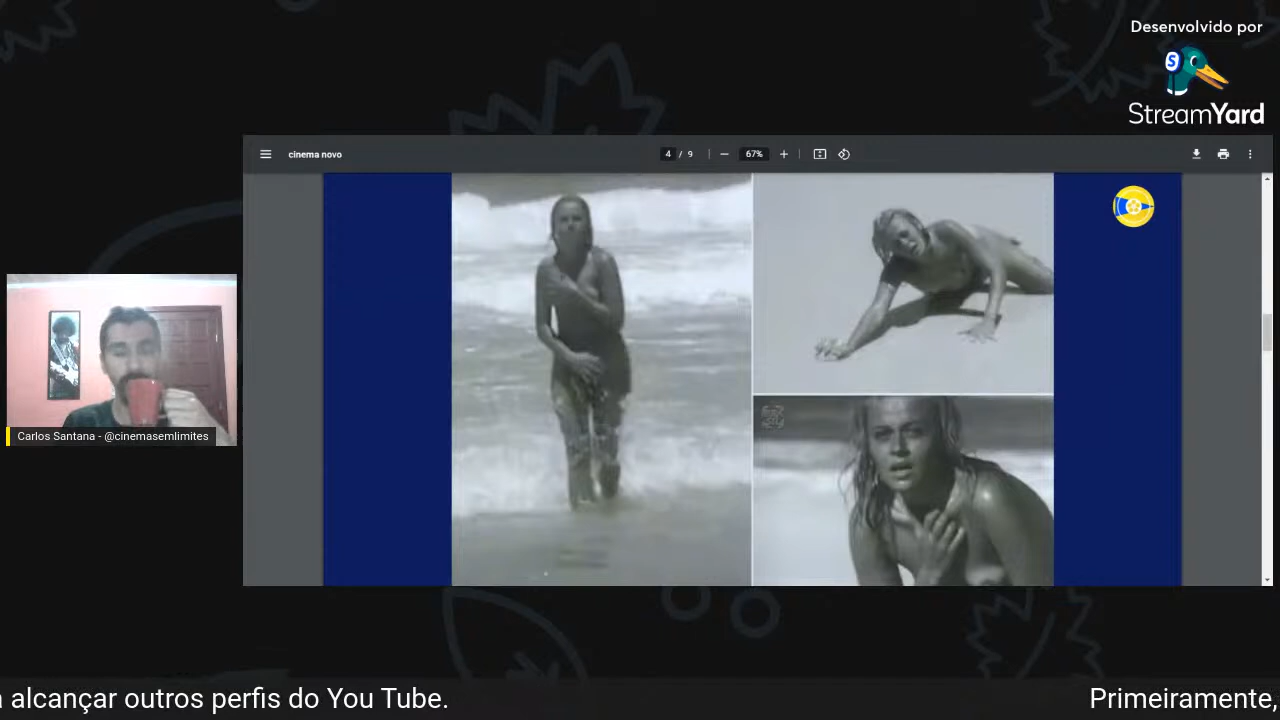 Desenvolvido por
S
StreamYard
cinema novo
4 / 9
67%
Carlos Santana - @cinemasemlimites
alcançar outros perfis do You Tube.
Primeiramente,